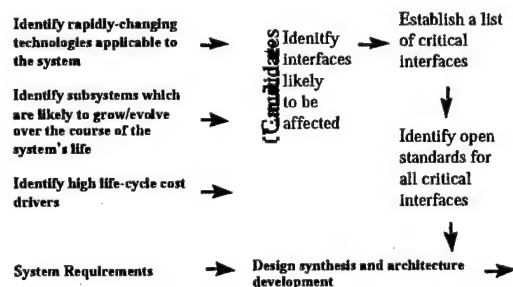 Identify rapidly-changing
technologies applicable to
the system
Identify subsystems which
are likely to grow/evolve
over the course of the
system's life
Identify high life-cycle cost
drivers
(Candidates
Idenitfy
interfaces
likely
to be
affected
Establish a list
of critical
interfaces
Identify open
standards for
all critical
interfaces
System Requirements
Design synthesis and architecture
development